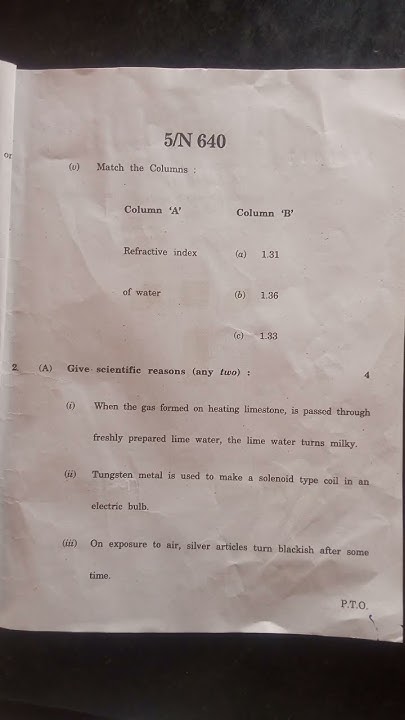 5/N 640
or
(v) Match the Columns :
Column 'A' Column 'B'
Refractive index (a) 1.31
of water (b) 1.36
(c) 1.33
2 (A) Give scientific reasons (any two) : 4
(i) When the gas formed on heating limestone, is passed through
freshly prepared lime water, the lime water turns milky.
(ii) Tungsten metal is used to make a solenoid type coil in an
electric bulb.
(iii) On exposure to air, silver articles turn blackish after some
time.
P.T.O.